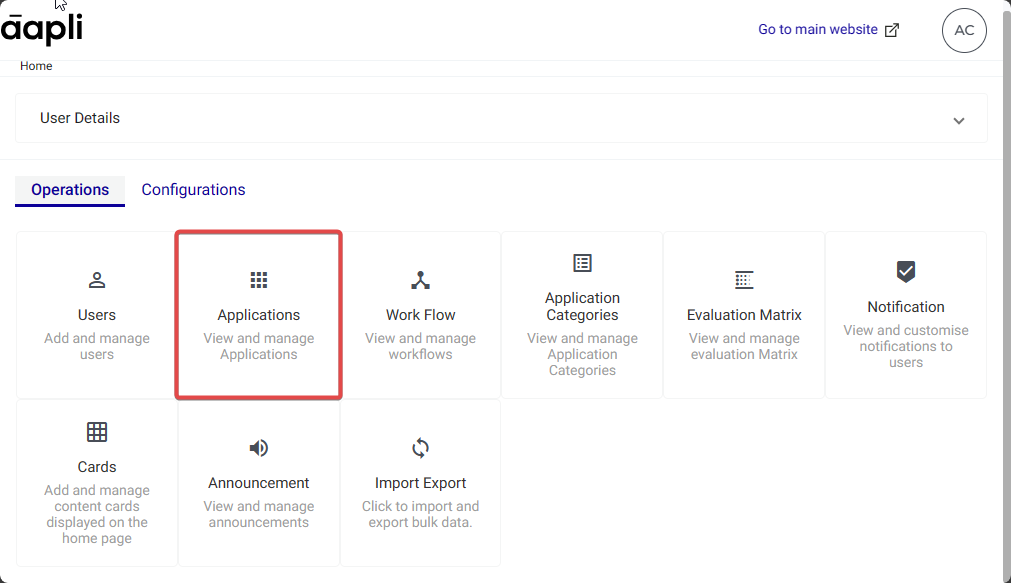 āapli
Go to main website
AC
Home
User Details
Operations
Configurations
Users
Add and manage
users
Applications
View and manage
Applications
Work Flow
View and manage
workflows
Application
Categories
View and manage
Application
Categories
Evaluation Matrix
View and manage
evaluation Matrix
Notification
View and customise
notifications to
users
Cards
Add and manage
content cards
displayed on the
home page
Announcement
View and manage
announcements
Import Export
Click to import and
export bulk data.